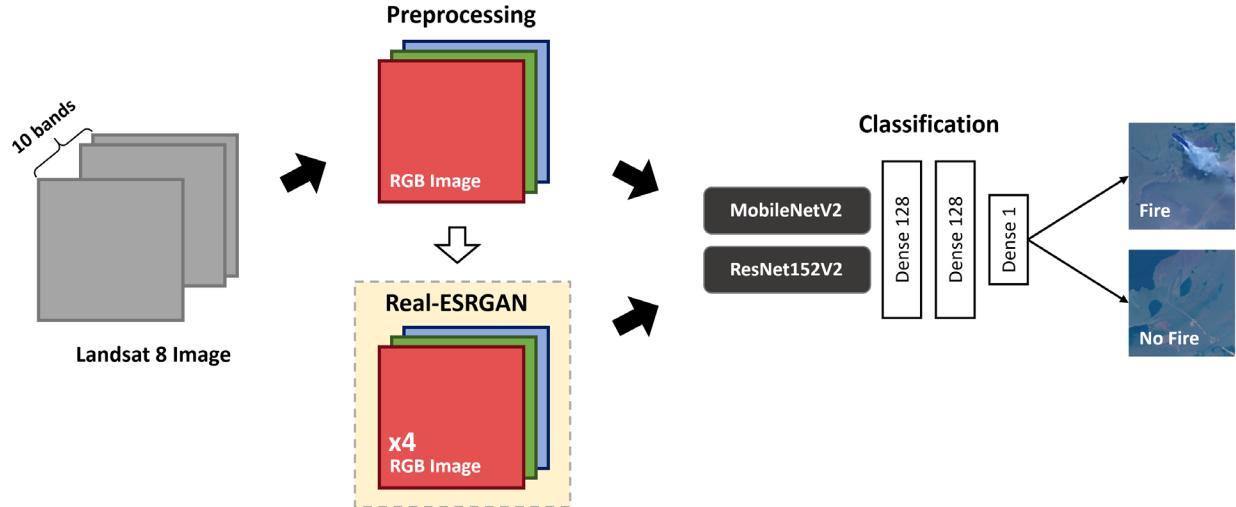 Preprocessing
10 bands
RGB Image
Landsat 8 Image
Real-ESRGAN
x4
RGB Image
Classification
MobileNetV2
ResNet152V2
Dense 128
Dense 128
Dense 1
Fire
No Fire